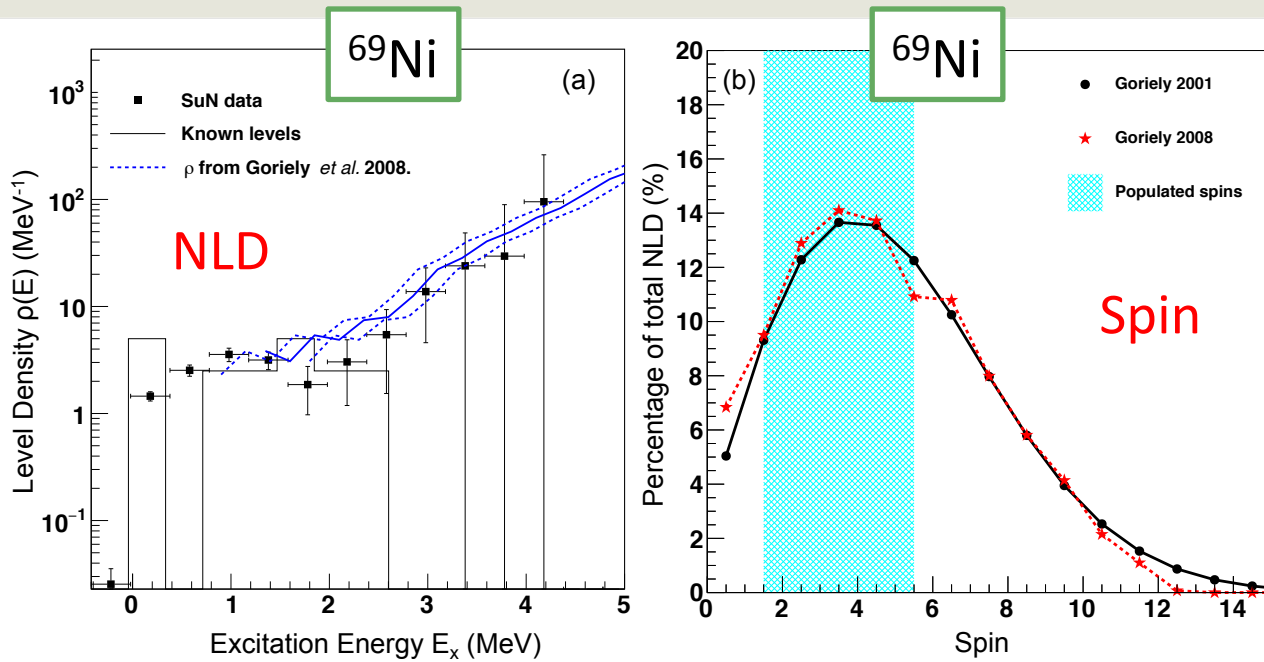 ⁶⁹Ni
(a)
SuN data
Known levels
ρ from Goriely et al. 2008.
NLD
Level Density ρ(E) (MeV⁻¹)
10³
10²
10
1
10⁻¹
0 1 2 3 4 5
Excitation Energy Eₓ (MeV)
⁶⁹Ni
(b)
Goriely 2001
Goriely 2008
Populated spins
Spin
Percentage of total NLD (%)
20
18
16
14
12
10
8
6
4
2
0
0 2 4 6 8 10 12 14
Spin